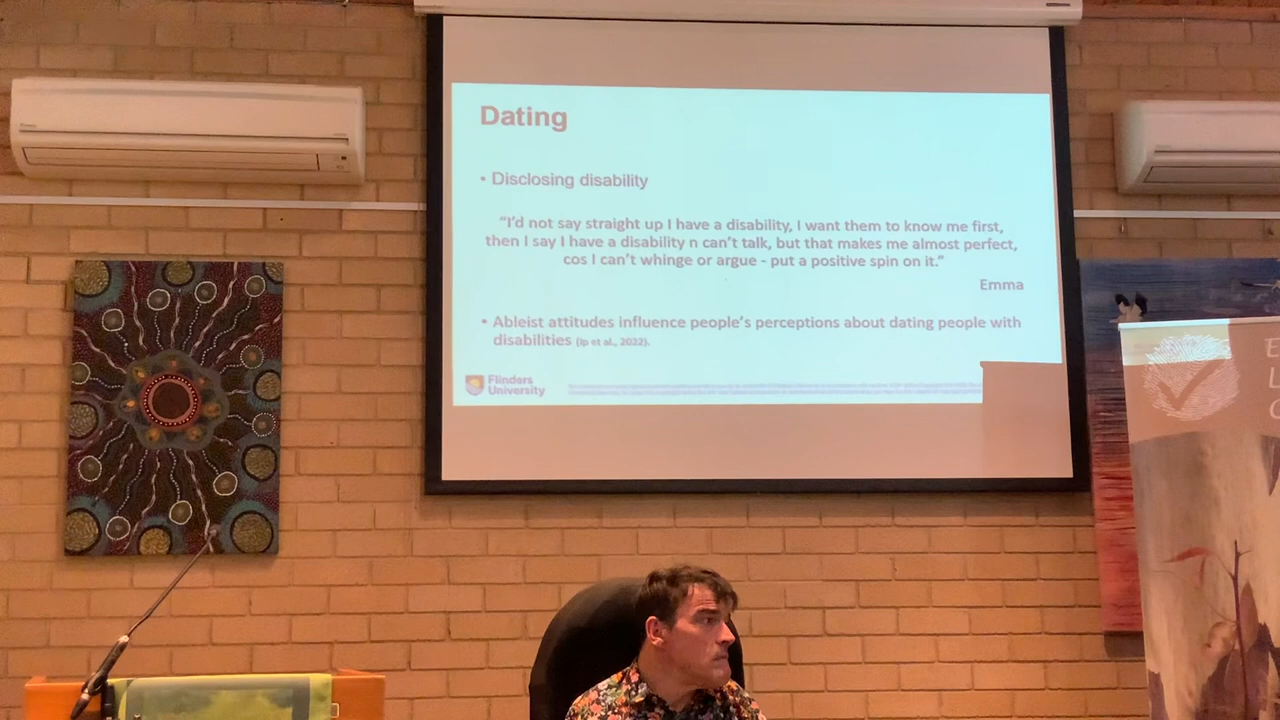 Dating
• Disclosing disability
“I’d not say straight up I have a disability, I want them to know me first,
then I say I have a disability n can’t talk, but that makes me almost perfect,
cos I can’t whinge or argue - put a positive spin on it.”
Emma
• Ableist attitudes influence people’s perceptions about dating people with
disabilities (Ip et al., 2022).
Flinders
University
E
L